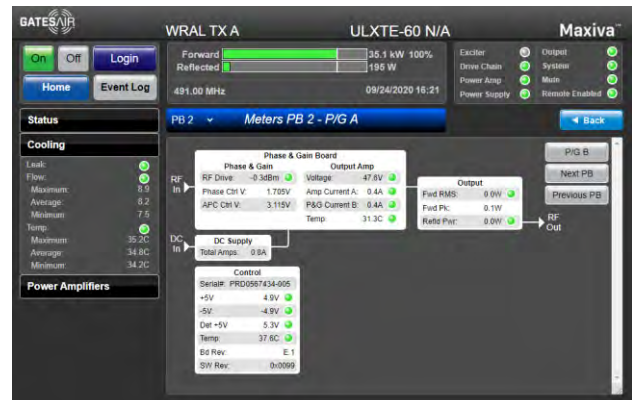 GATESAIR
WRAL TX A
ULXTE-60 N/A
Maxiva
On
Off
Login
Home
Event Log
Forward
35.1 kW 100%
Reflected
195 W
491.00 MHz
09/24/2020 16:21
Exciter
Drive Chain
Power Amp
Power Supply
Output
System
Mute
Remote Enabled
Status
PB 2
Meters PB 2 - P/G A
Back
Cooling
Leak:
Flow:
Maximum: 8.9
Average: 8.2
Minimum: 7.5
Temp:
Maximum: 35.2C
Average: 34.8C
Minimum: 34.2C
Power Amplifiers
Phase & Gain Board
Phase & Gain
Output Amp
RF In
RF Drive: -0.3dBm
Voltage: 47.6V
Phase Ctrl V: 1.705V
Amp Current A: 0.4A
APC Ctrl V: 3.115V
P&G Current B: 0.4A
Temp 31.3C
Output
Fwd RMS: 0.0W
Fwd Pk: 0.1W
Refld Pwr: 0.0W
RF Out
DC In
DC Supply
Total Amps: 0.8A
Control
Serial#: PRD0567434-005
+5V 4.9V
-5V: -4.9V
Det +5V 5.3V
Temp: 37.6C
Bd Rev: E.1
SW Rev: 0x0099
P/G B
Next PB
Previous PB